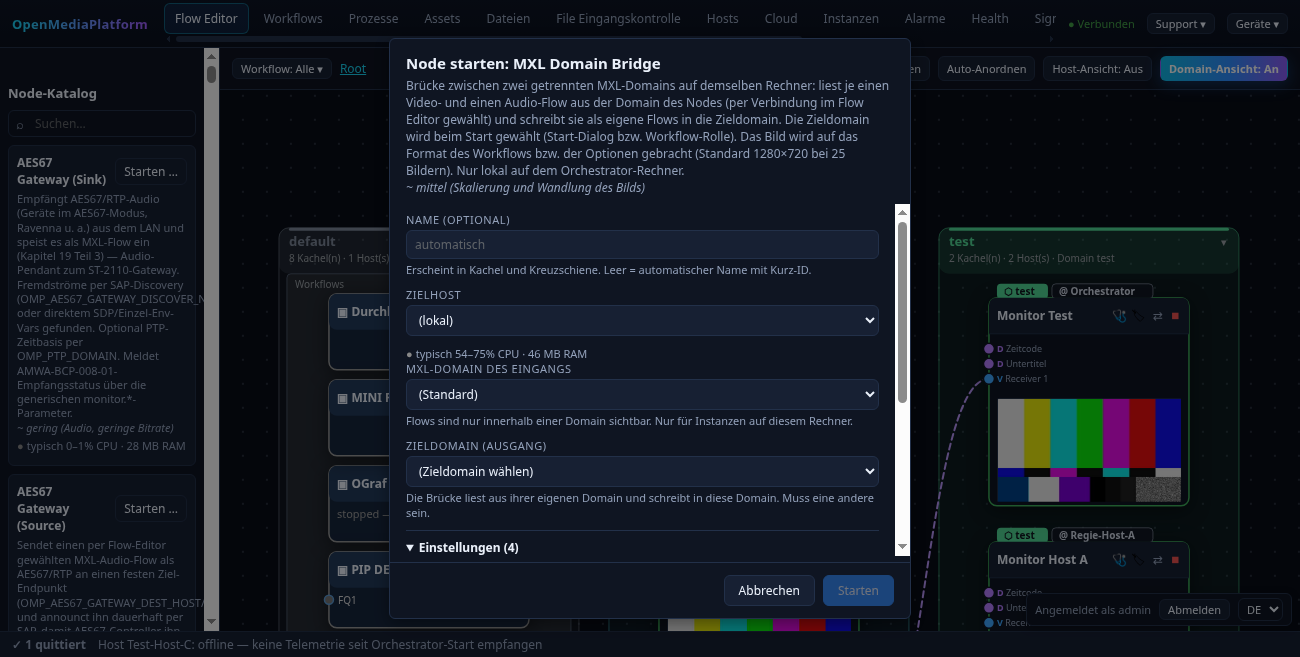 OpenMediaPlatform
Flow Editor
Workflows
Prozesse
Assets
Dateien
File Eingangskontrolle
Hosts
Cloud
Instanzen
Alarme
Health
● Verbunden
Support ▾
Geräte ▾
Workflow: Alle ▾
Root
Auto-Anordnen
Host-Ansicht: Aus
Domain-Ansicht: An
Node-Katalog
Suchen...
AES67
Gateway (Sink)
Starten ...
Empfängt AES67/RTP-Audio
(Geräte im AES67-Modus,
Ravenna u. a.) aus dem LAN und
speist es als MXL-Flow ein
(Kapitel 19 Teil 3) — Audio-
Pendant zum ST-2110-Gateway.
Fremdströme per SAP-Discovery
(OMP_AES67_GATEWAY_DISCOVER_N
oder direktem SDP/Einzel-Env-
Vars gefunden. Optional PTP-
Zeitbasis per
OMP_PTP_DOMAIN. Meldet
AMWA-BCP-008-01-
Empfangsstatus über die
generischen monitor.*-
Parameter.
~ gering (Audio, geringe Bitrate)
● typisch 0–1% CPU · 28 MB RAM
AES67
Gateway
(Source)
Starten ...
Sendet einen per Flow-Editor
gewählten MXL-Audio-Flow als
AES67/RTP an einen festen Ziel-
Endpunkt
(OMP_AES67_GATEWAY_DEST_HOST/
und announct ihn dauerhaft per
default
8 Kachel(n) · 1 Host(s)
Workflows
▣ Durchl
▣ MINI
▣ OGraf
stopped —
▣ PIP DE
FQ1
Node starten: MXL Domain Bridge
Brücke zwischen zwei getrennten MXL-Domains auf demselben Rechner: liest je einen
Video- und einen Audio-Flow aus der Domain des Nodes (per Verbindung im Flow
Editor gewählt) und schreibt sie als eigene Flows in die Zieldomain. Die Zieldomain
wird beim Start gewählt (Start-Dialog bzw. Workflow-Rolle). Das Bild wird auf das
Format des Workflows bzw. der Optionen gebracht (Standard 1280×720 bei 25
Bildern). Nur lokal auf dem Orchestrator-Rechner.
~ mittel (Skalierung und Wandlung des Bilds)
NAME (OPTIONAL)
automatisch
Erscheint in Kachel und Kreuzschiene. Leer = automatischer Name mit Kurz-ID.
ZIELHOST
(lokal)
● typisch 54–75% CPU · 46 MB RAM
MXL-DOMAIN DES EINGANGS
(Standard)
Flows sind nur innerhalb einer Domain sichtbar. Nur für Instanzen auf diesem Rechner.
ZIELDOMAIN (AUSGANG)
(Zieldomain wählen)
Die Brücke liest aus ihrer eigenen Domain und schreibt in diese Domain. Muss eine andere
sein.
▼ Einstellungen (4)
Abbrechen
Starten
test
▾
2 Kachel(n) · 2 Host(s) · Domain test
⬡ test
@ Orchestrator
Monitor Test
D Zeitcode
D Untertitel
V Receiver 1
⬡ test
@ Regie-Host-A
Monitor Host A
D Zeitcode
D Unte
V Recei
Angemeldet als admin
Abmelden
DE
✓ 1 quittiert
Host Test-Host-C: offline — keine Telemetrie seit Orchestrator-Start empfangen